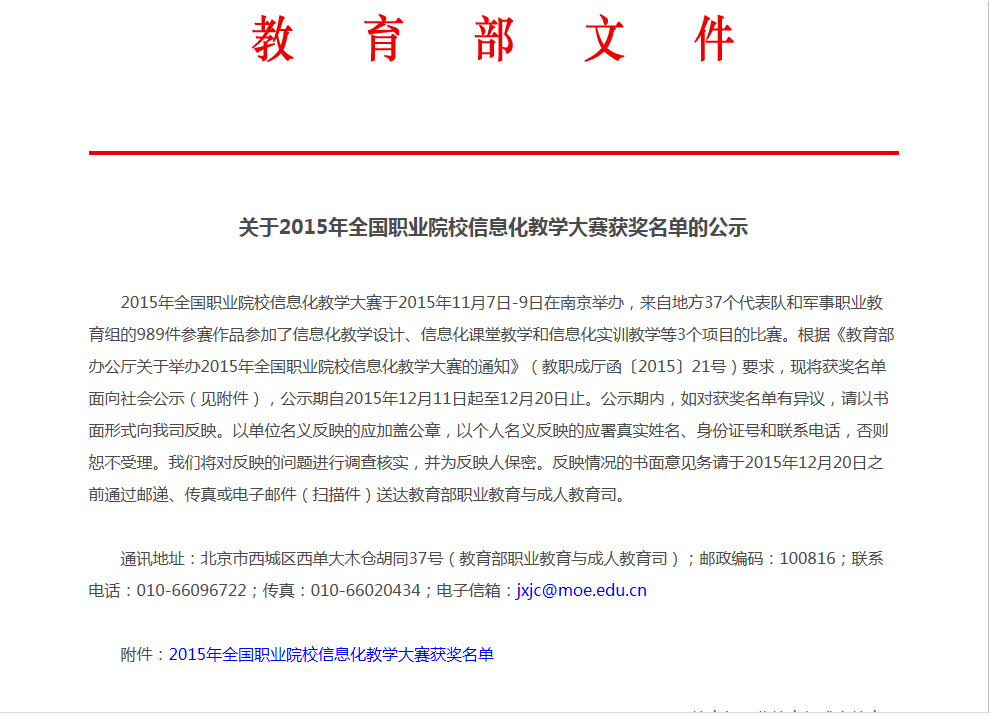 教育部文件
关于2015年全国职业院校信息化教学大赛获奖名单的公示
2015年全国职业院校信息化教学大赛于2015年11月7日-9日在南京举办，来自地方37个代表队和军事职业教
育组的989件参赛作品参加了信息化教学设计、信息化课堂教学和信息化实训教学等3个项目的比赛。根据《教育部
办公厅关于举办2015年全国职业院校信息化教学大赛的通知》（教职成厅函〔2015〕21号）要求，现将获奖名单
面向社会公示（见附件），公示期自2015年12月11日起至12月20日止。公示期内，如对获奖名单有异议，请以书
面形式向我司反映。以单位名义反映的应加盖公章，以个人名义反映的应署真实姓名、身份证号和联系电话，否则
恕不受理。我们将对反映的问题进行调查核实，并为反映人保密。反映情况的书面意见务请于2015年12月20日之
前通过邮递、传真或电子邮件（扫描件）送达教育部职业教育与成人教育司。
通讯地址：北京市西城区西单大木仓胡同37号（教育部职业教育与成人教育司）；邮政编码：100816；联系
电话：010-66096722；传真：010-66020434；电子信箱：jxjc@moe.edu.cn
附件：2015年全国职业院校信息化教学大赛获奖名单